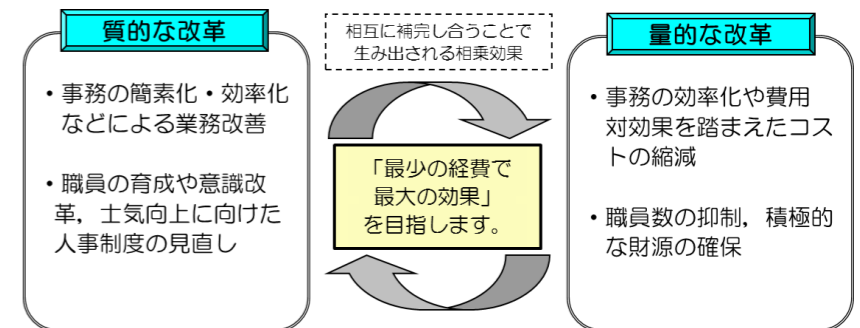 質的な改革
・事務の簡素化・効率化
などによる業務改善
・職員の育成や意識改
革，士気向上に向けた
人事制度の見直し
相互に補完し合うことで
生み出される相乗効果
「最少の経費で
最大の効果」
を目指します。
量的な改革
・事務の効率化や費用
対効果を踏まえたコス
トの縮減
・職員数の抑制，積極的
な財源の確保